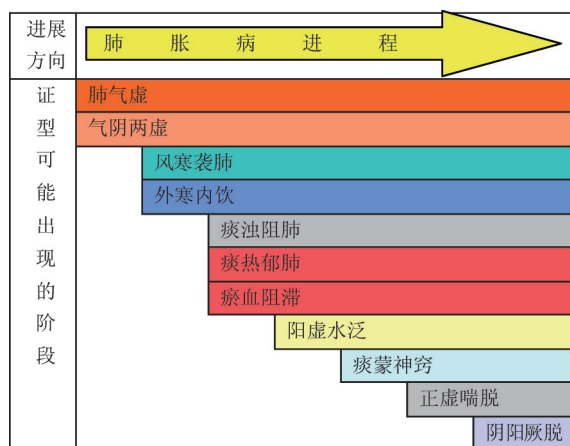 进展
方向
肺胀病进程
证型可能出现的阶段
肺气虚
气阴两虚
风寒袭肺
外寒内饮
痰浊阻肺
痰热郁肺
瘀血阻滞
阳虚水泛
痰蒙神窍
正虚喘脱
阴阳厥脱